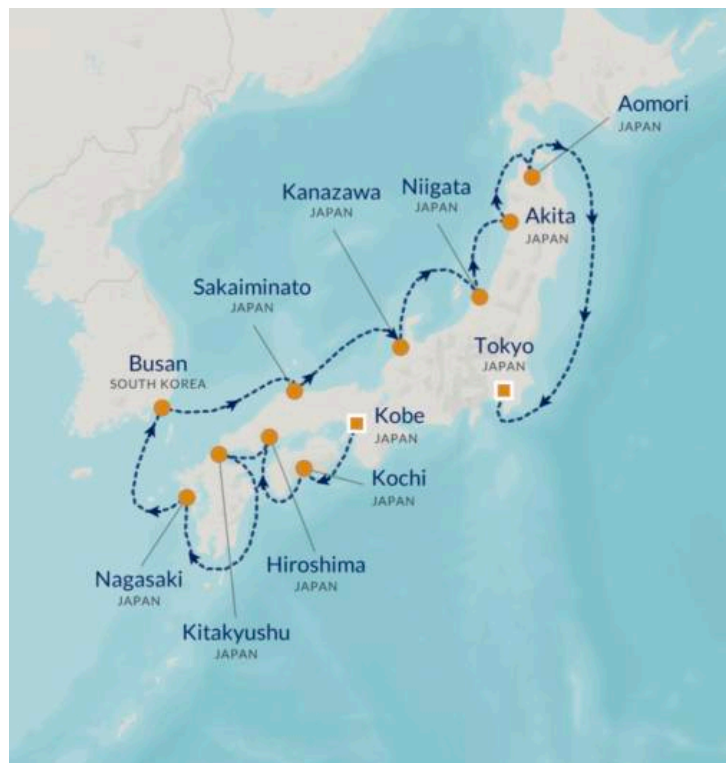 Aomori
JAPAN
Niigata
JAPAN
Kanazawa
JAPAN
Akita
JAPAN
Sakaiminato
JAPAN
Tokyo
JAPAN
Busan
SOUTH KOREA
Kobe
JAPAN
Kochi
JAPAN
Hiroshima
JAPAN
Nagasaki
JAPAN
Kitakyushu
JAPAN